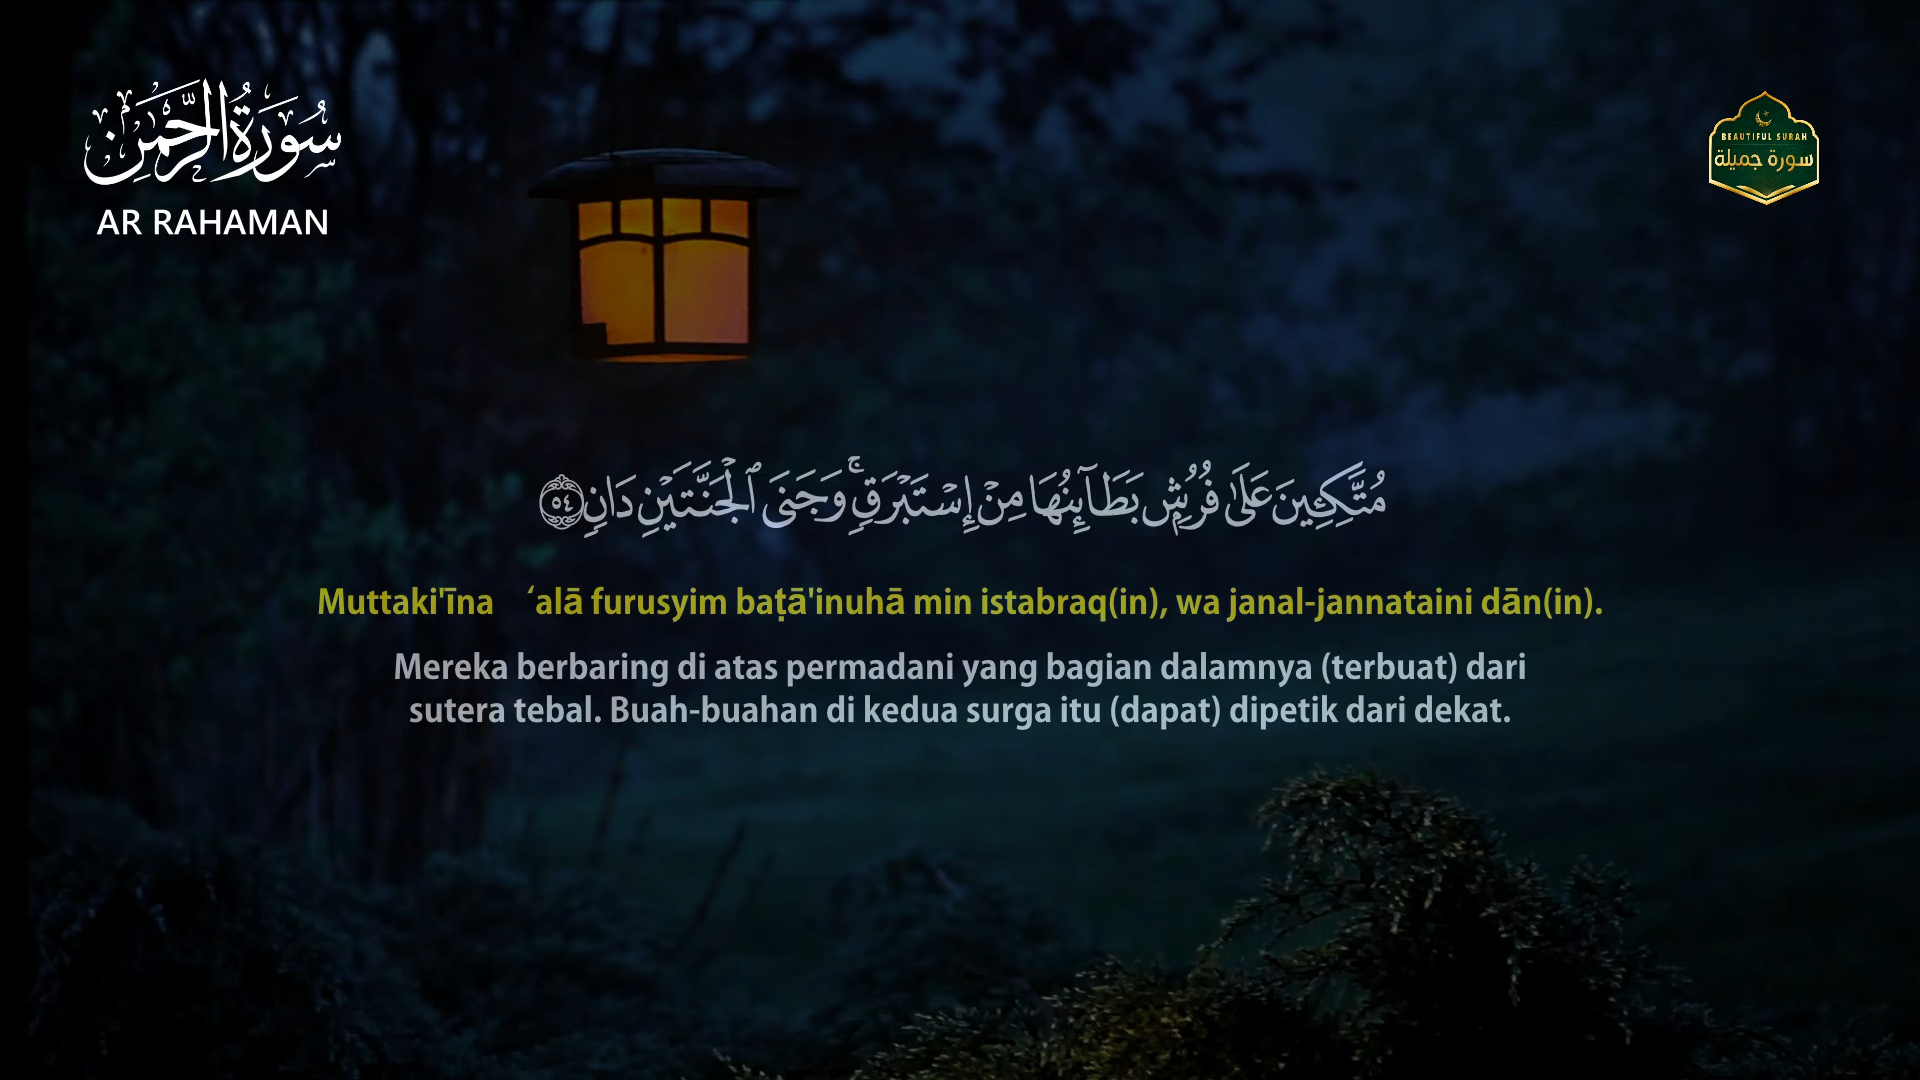 سُورَةُ الرَّحْمَٰن
AR RAHAMAN
BEAUTIFUL SURAH
سورة جميلة
مُتَّكِـِٔينَ عَلَىٰ فُرُشٍۭ بَطَآئِنُهَا مِنْ إِسْتَبْرَقٍۢ ۚ وَجَنَى ٱلْجَنَّتَيْنِ دَانٍۢ ٥٤
Muttaki'īna ‘alā furusyim baṭā'inuhā min istabraq(in), wa janal-jannataini dān(in).
Mereka berbaring di atas permadani yang bagian dalamnya (terbuat) dari
sutera tebal. Buah-buahan di kedua surga itu (dapat) dipetik dari dekat.